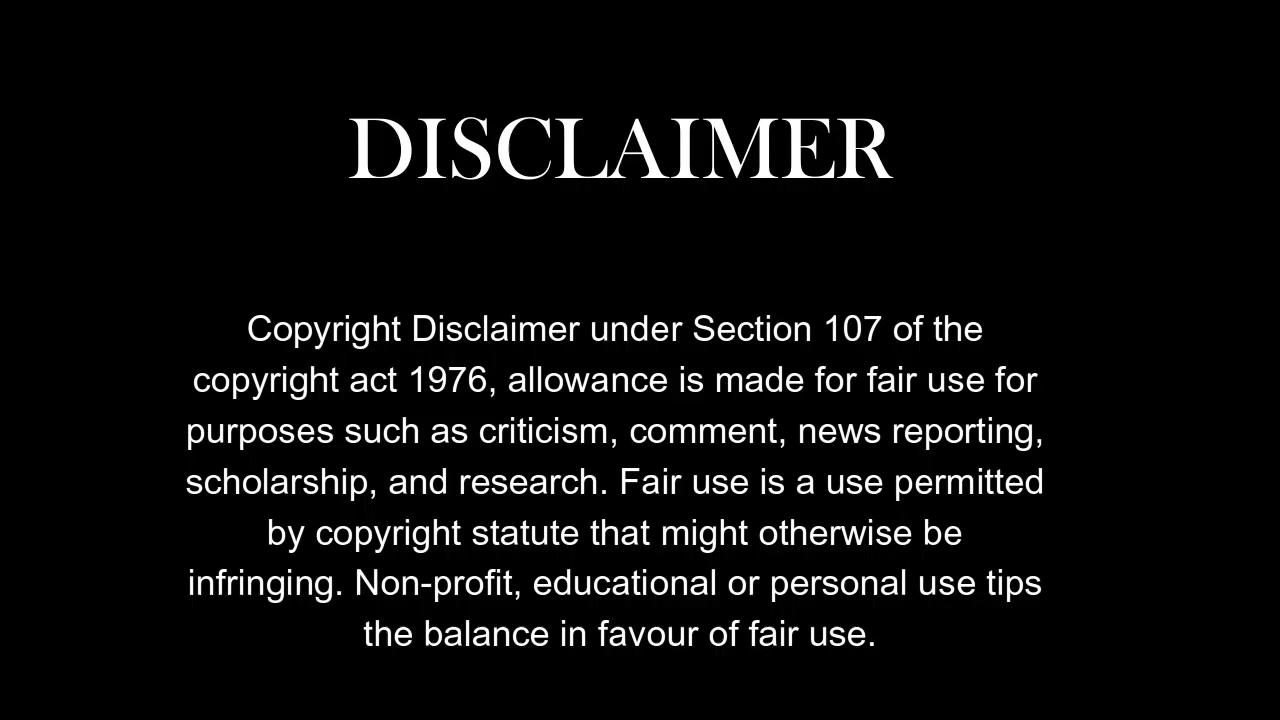 DISCLAIMER
Copyright Disclaimer under Section 107 of the
copyright act 1976, allowance is made for fair use for
purposes such as criticism, comment, news reporting,
scholarship, and research. Fair use is a use permitted
by copyright statute that might otherwise be
infringing. Non-profit, educational or personal use tips
the balance in favour of fair use.